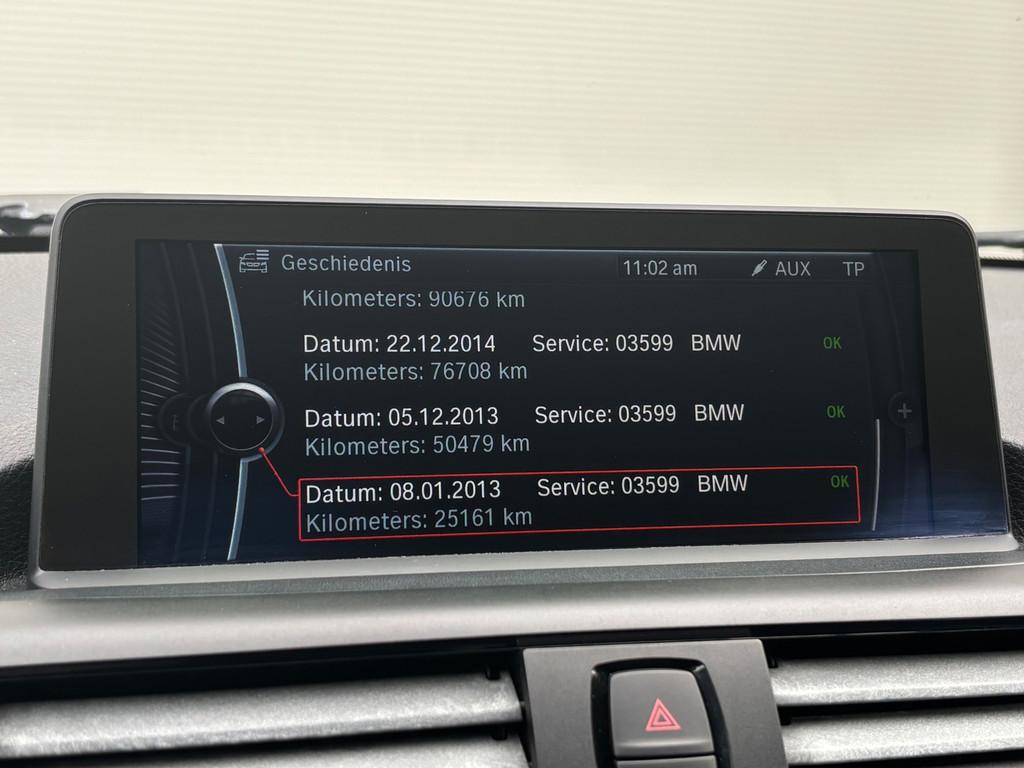 Geschiedenis 11:02 am AUX TP
Kilometers: 90676 km
Datum: 22.12.2014 Service: 03599 BMW OK
Kilometers: 76708 km
Datum: 05.12.2013 Service: 03599 BMW OK
Kilometers: 50479 km
Datum: 08.01.2013 Service: 03599 BMW OK
Kilometers: 25161 km